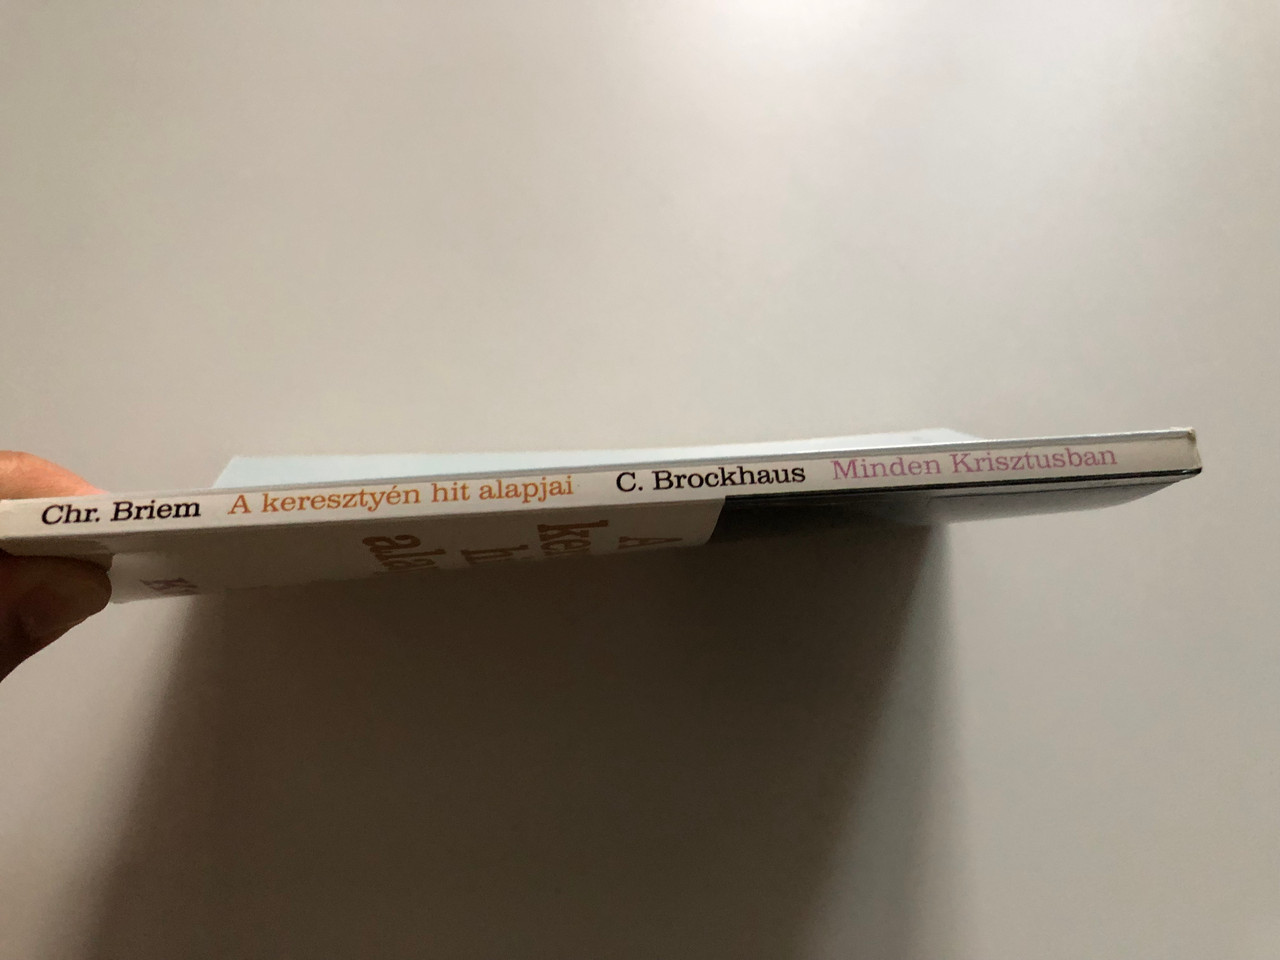 Chr. Briem A keresztyén hit alapjai C. Brockhaus Minden Krisztusban
A